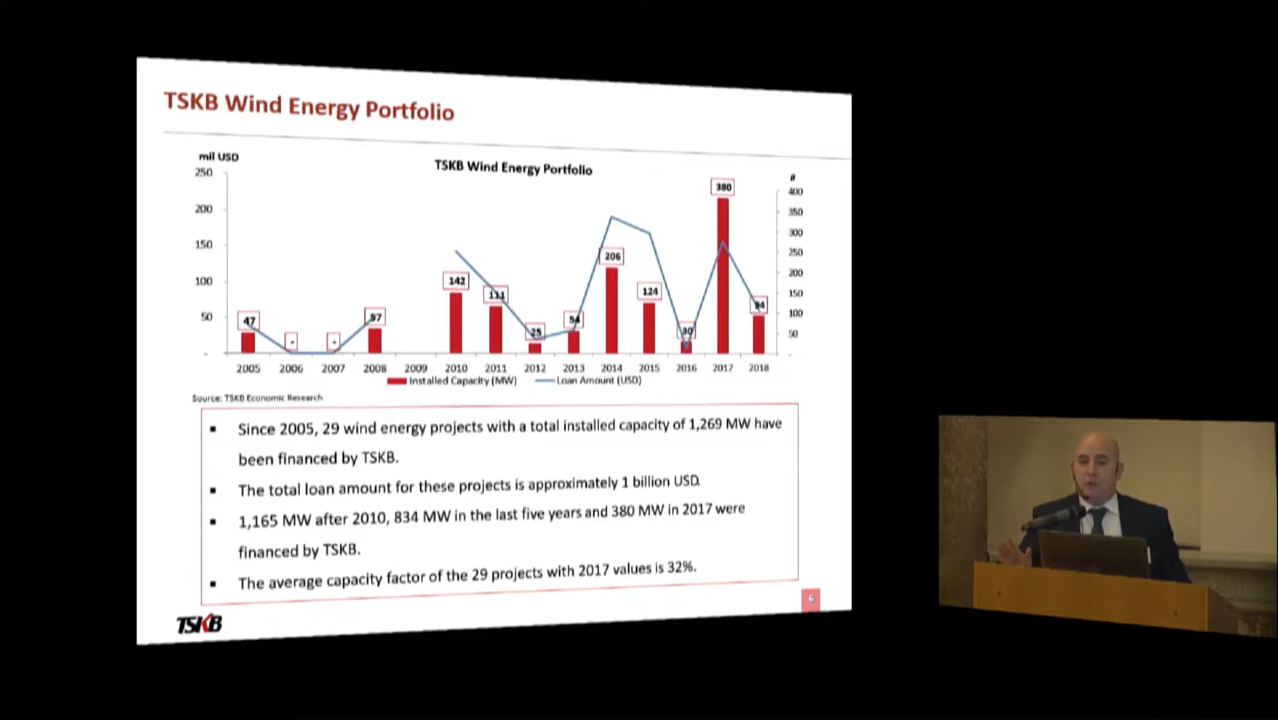 TSKB Wind Energy Portfolio
mil USD
TSKB Wind Energy Portfolio
#
250
200
150
100
50
-
400
350
300
250
200
150
100
50
-
47
-
-
57
142
111
25
54
206
124
30
380
94
2005 2006 2007 2008 2009 2010 2011 2012 2013 2014 2015 2016 2017 2018
Installed Capacity (MW) Loan Amount (USD)
Source: TSKB Economic Research
▪ Since 2005, 29 wind energy projects with a total installed capacity of 1,269 MW have
been financed by TSKB.
▪ The total loan amount for these projects is approximately 1 billion USD.
▪ 1,165 MW after 2010, 834 MW in the last five years and 380 MW in 2017 were
financed by TSKB.
▪ The average capacity factor of the 29 projects with 2017 values is 32%.
6
TSKB